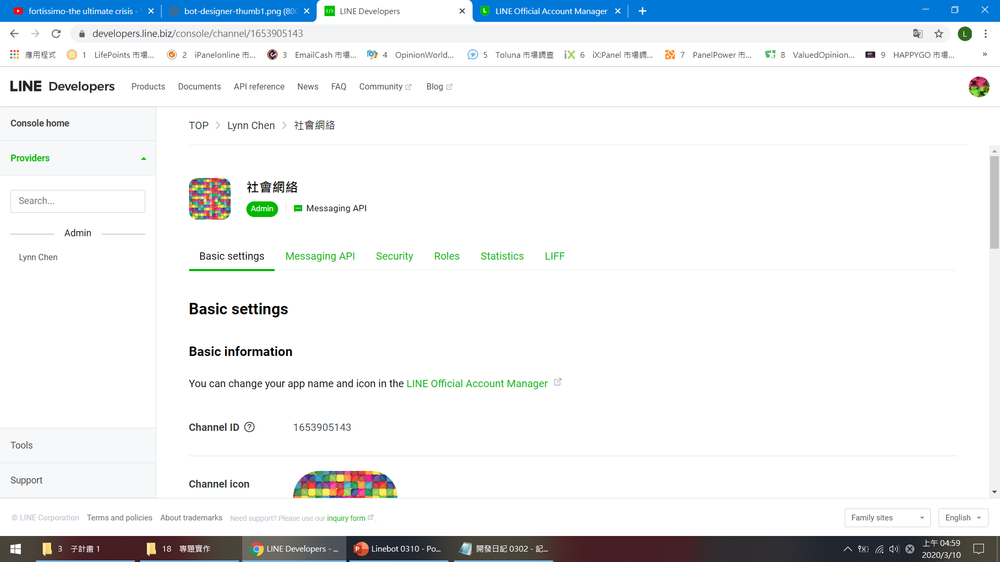 fortissimo-the ultimate crisis -
bot-designer-thumb1.png (800
LINE Developers
LINE Official Account Manager
developers.line.biz/console/channel/1653905143
L
應用程式
1 LifePoints 市場...
2 iPanelonline 市...
3 EmailCash 市場...
4 OpinionWorld...
5 Toluna 市場調查
6 iX:Panel 市場調...
7 PanelPower 市...
8 ValuedOpinion...
9 HAPPYGO 市場...
»
LINE Developers
Products
Documents
API reference
News
FAQ
Community
Blog
Console home
Providers
Search...
Admin
Lynn Chen
Tools
Support
TOP > Lynn Chen > 社會網絡
社會網絡
Admin
Messaging API
Basic settings
Messaging API
Security
Roles
Statistics
LIFF
Basic settings
Basic information
You can change your app name and icon in the LINE Official Account Manager
Channel ID
1653905143
Channel icon
© LINE Corporation
Terms and policies
About trademarks
Need support? Please use our inquiry form .
Family sites
English
3 子計畫 1
18 專題實作
LINE Developers - ...
Linebot 0310 - Po...
開發日記 0302 - 記...
上午 04:59
2020/3/10